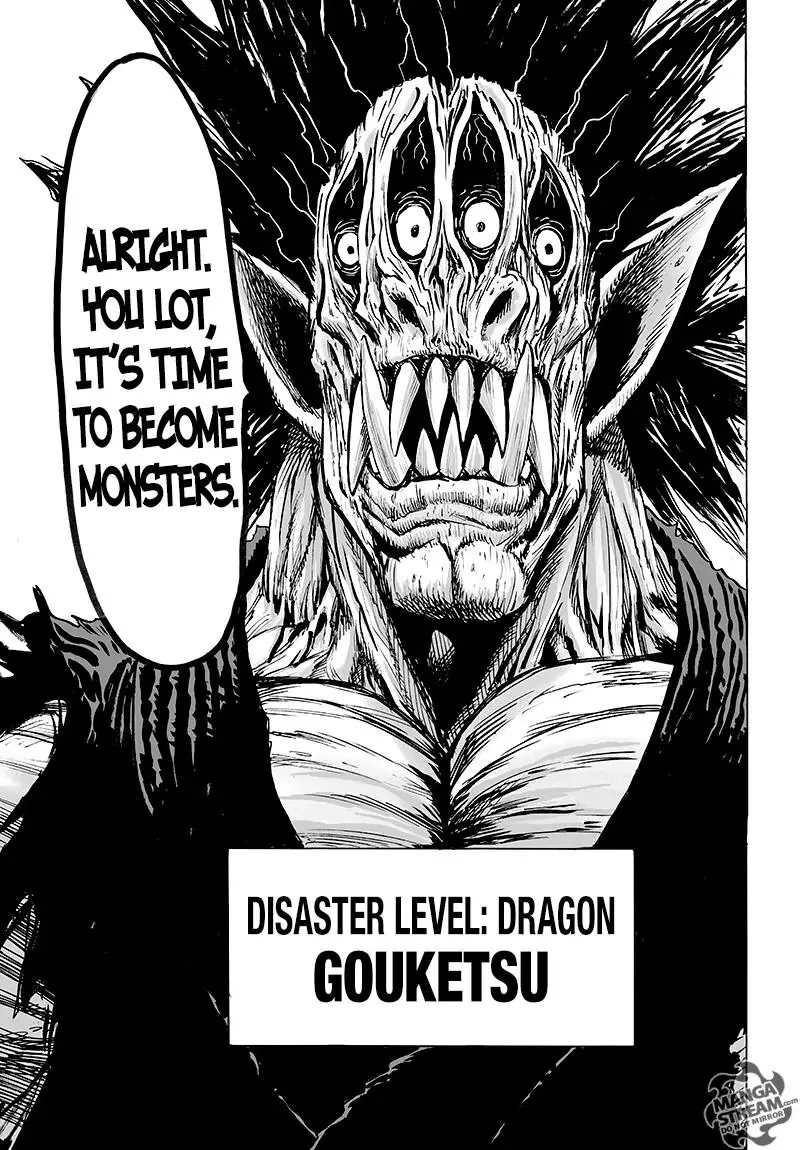 ALRIGHT.
YOU LOT,
IT'S TIME
TO BECOME
MONSTERS.
DISASTER LEVEL: DRAGON
GOUKETSU
MANGA
STREAM.com
DO NOT MIRROR